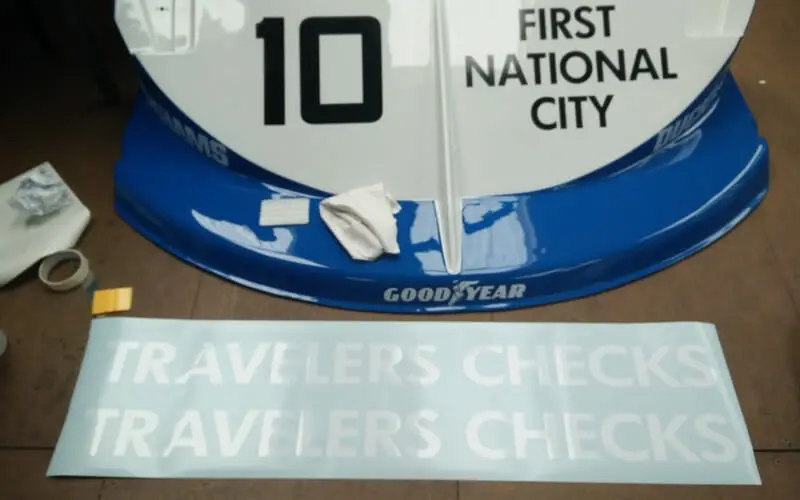 10
FIRST
NATIONAL
CITY
GOODYEAR
TRAVELERS CHECKS
TRAVELERS CHECKS